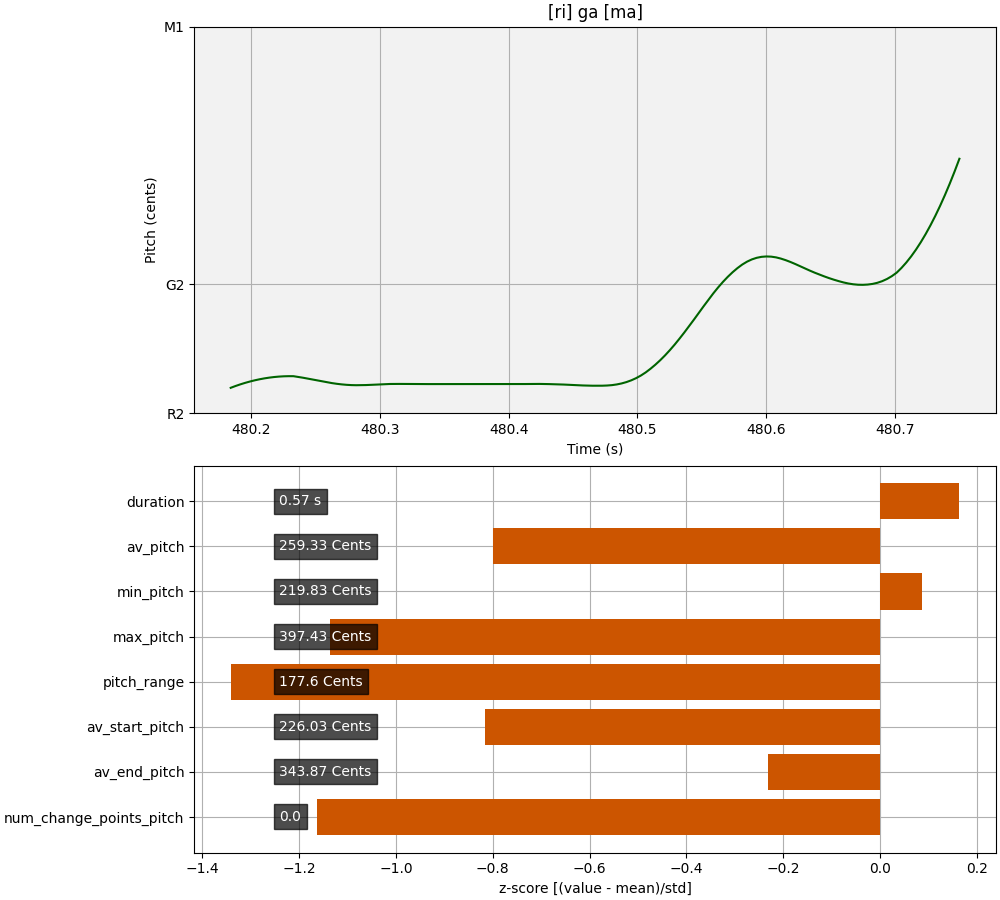 [ri] ga [ma]
M1
G2
R2
Pitch (cents)
480.2 480.3 480.4 480.5 480.6 480.7
Time (s)
duration 0.57 s
av_pitch 259.33 Cents
min_pitch 219.83 Cents
max_pitch 397.43 Cents
pitch_range 177.6 Cents
av_start_pitch 226.03 Cents
av_end_pitch 343.87 Cents
num_change_points_pitch 0.0
−1.4 −1.2 −1.0 −0.8 −0.6 −0.4 −0.2 0.0 0.2
z-score [(value - mean)/std]